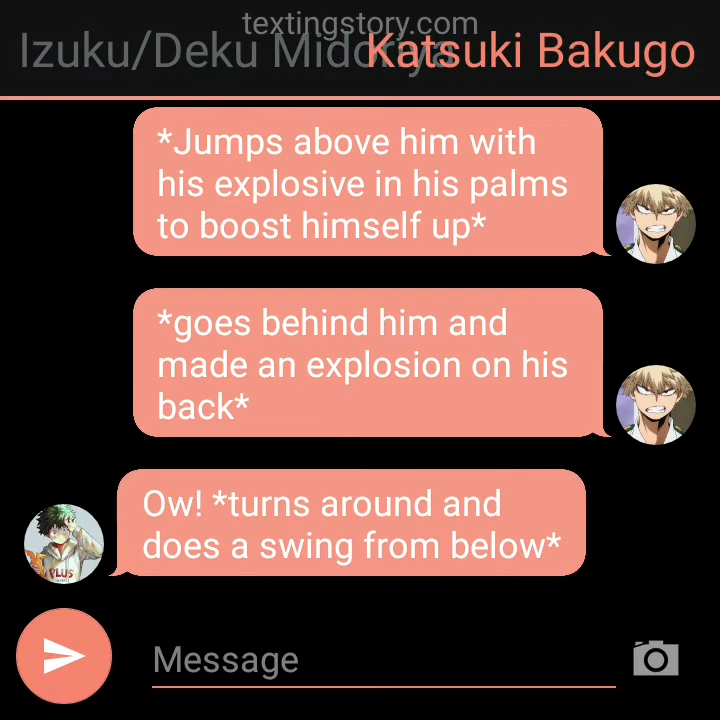 textingstory.com
Izuku/Deku Midoriya
Katsuki Bakugo
*Jumps above him with
his explosive in his palms
to boost himself up*
*goes behind him and
made an explosion on his
back*
Ow! *turns around and
does a swing from below*
PLUS
Message